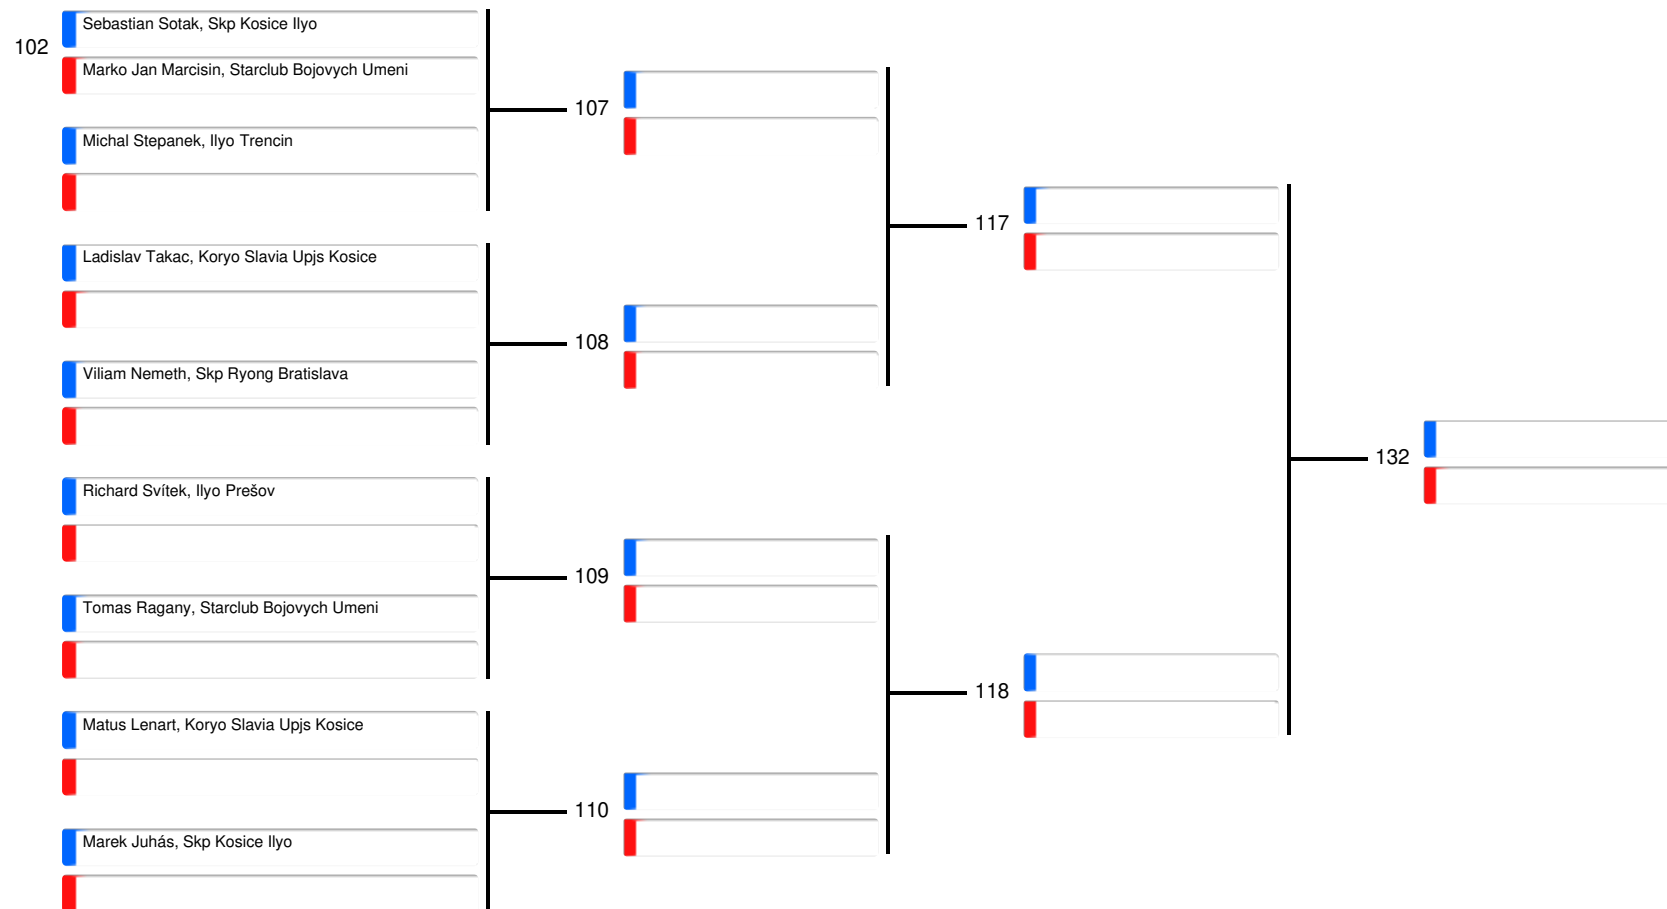 102
Sebastian Sotak, Skp Kosice Ilyo
Marko Jan Marcisin, Starclub Bojovych Umeni
Michal Stepanek, Ilyo Trencin
Ladislav Takac, Koryo Slavia Upjs Kosice
Viliam Nemeth, Skp Ryong Bratislava
Richard Svítek, Ilyo Prešov
Tomas Ragany, Starclub Bojovych Umeni
Matus Lenart, Koryo Slavia Upjs Kosice
Marek Juhás, Skp Kosice Ilyo
107
108
109
110
117
118
132